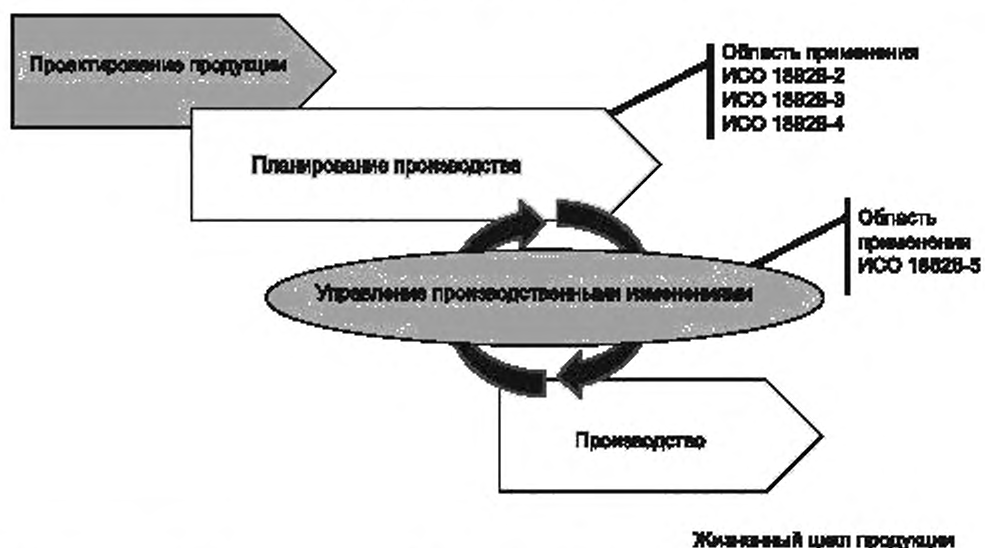 Проектирование продукции
Область применения
ИСО 18828-2
ИСО 18828-3
ИСО 18828-4
Планирование производства
Область
применения
ИСО 18828-5
Управление производственными изменениями
Производство
Жизненный цикл продукции